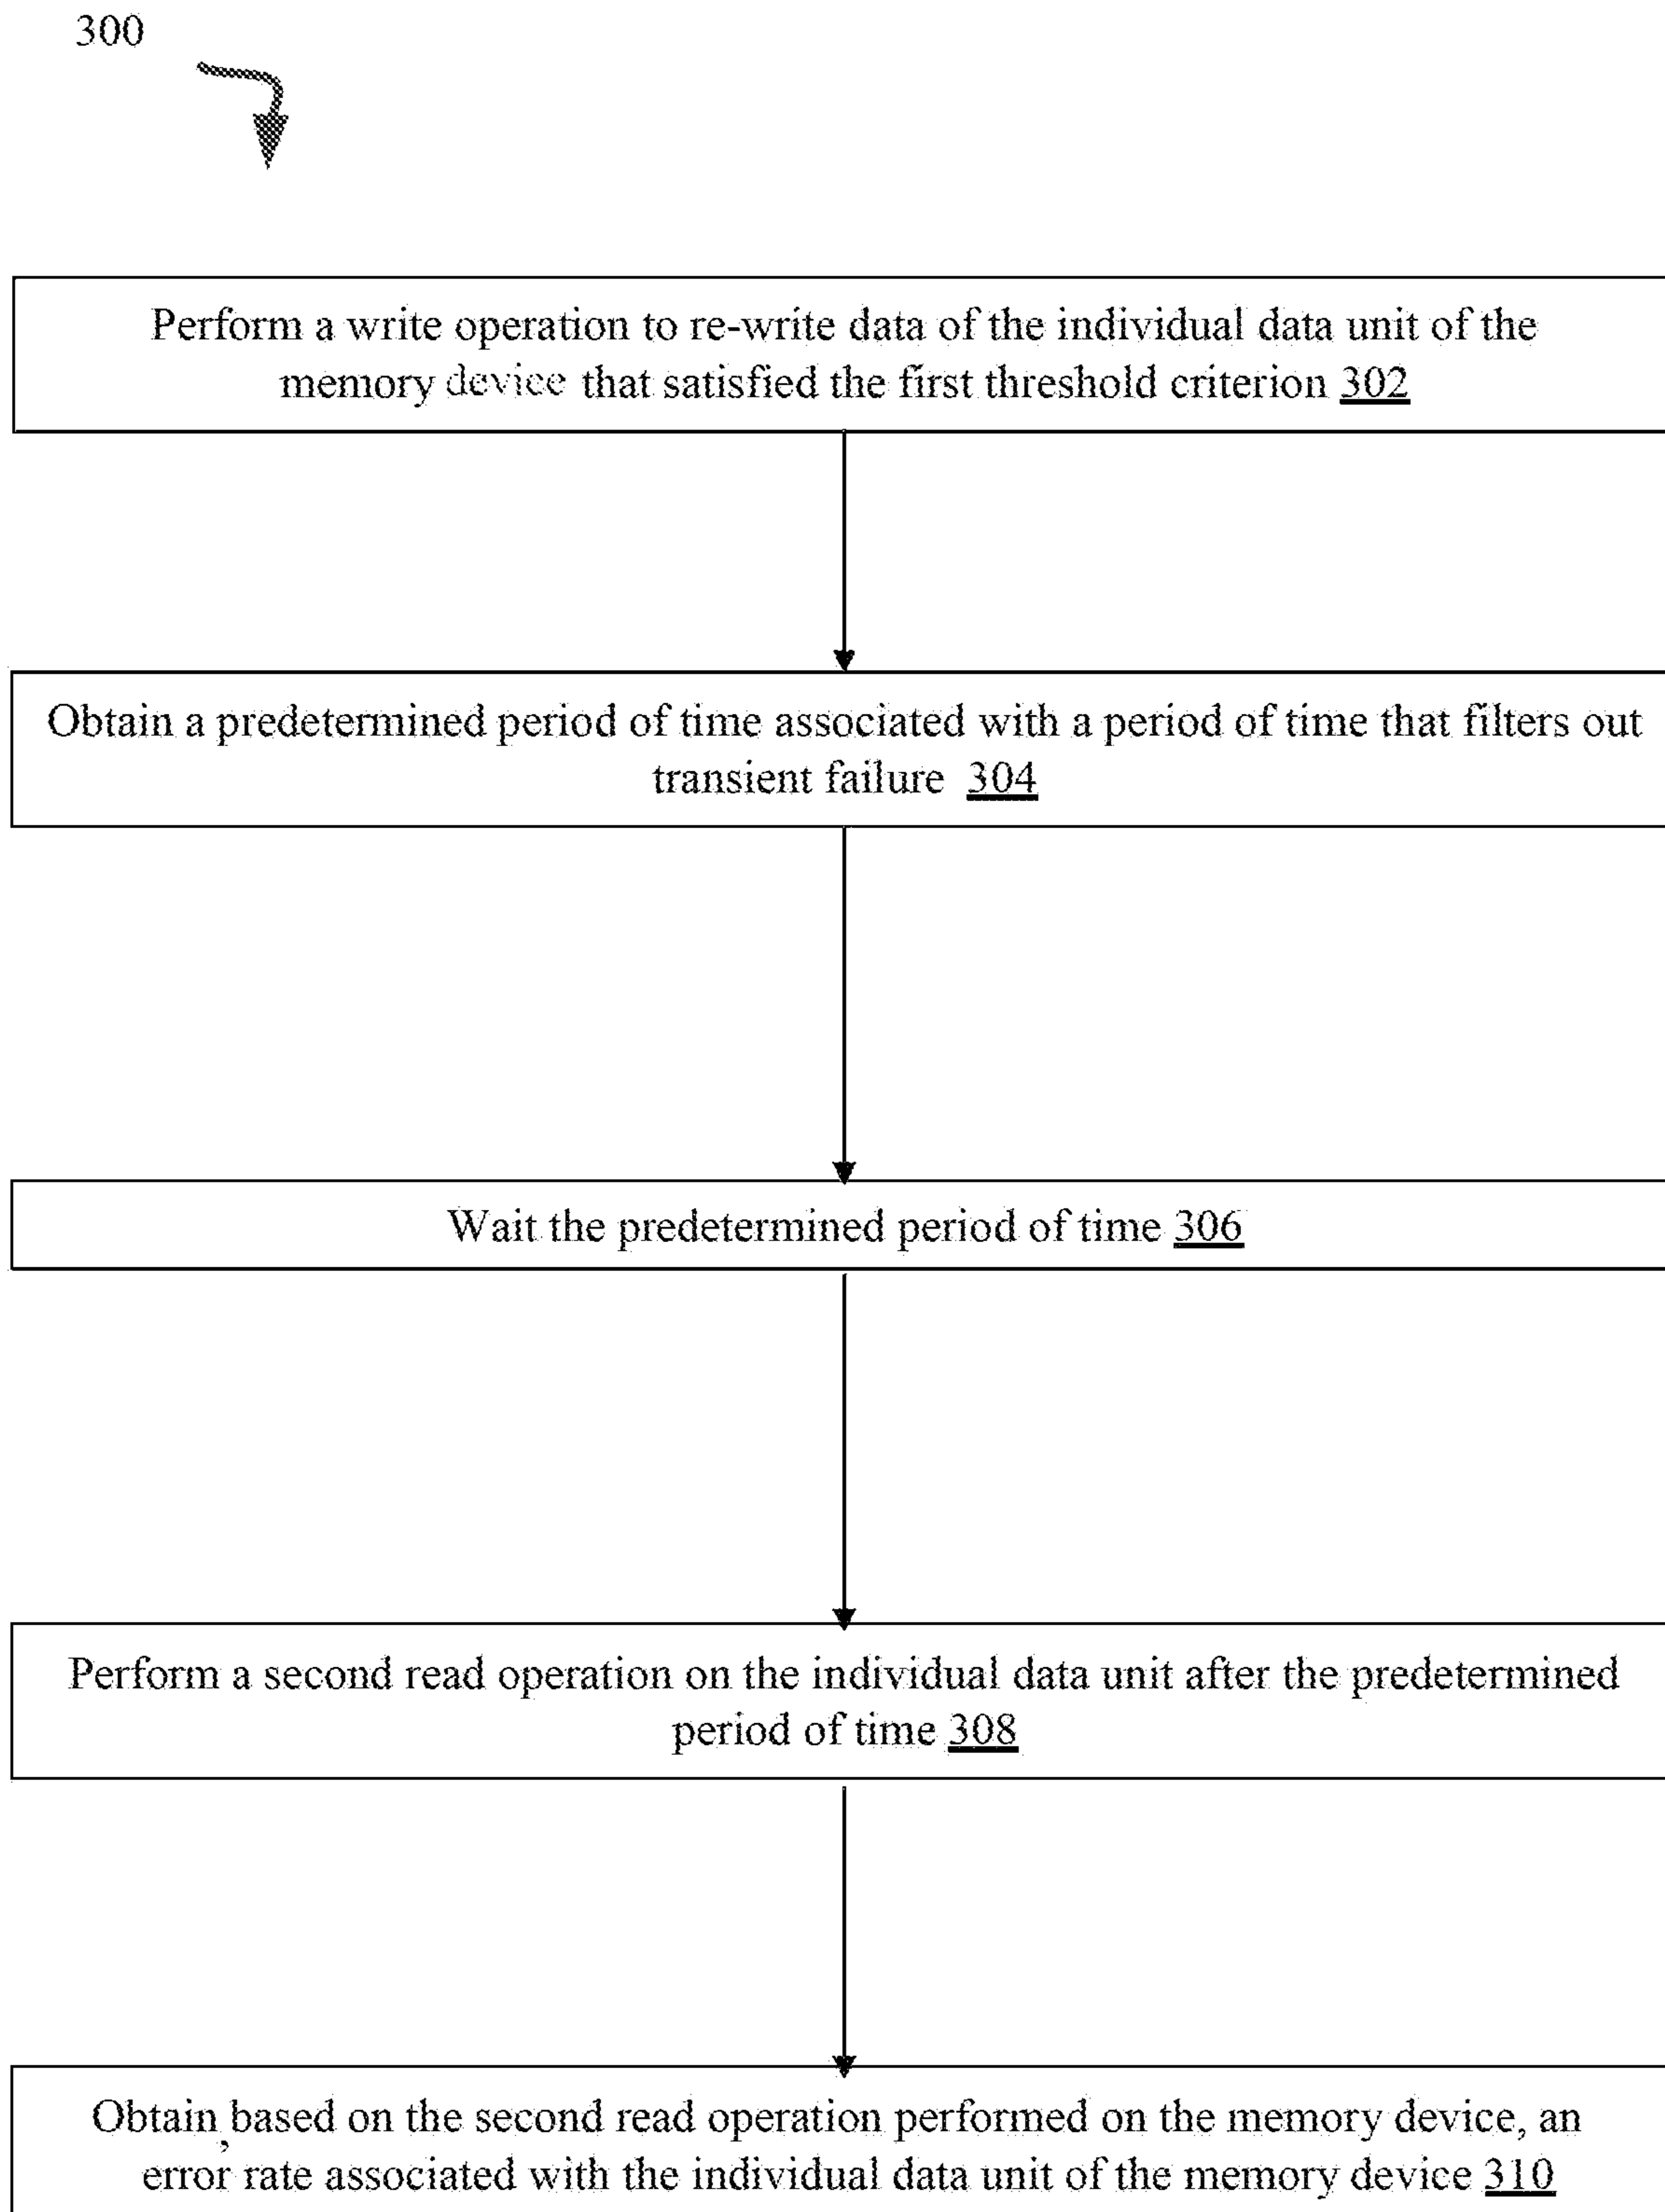 300
Perform a write operation to re-write data of the individual data unit of the
memory device that satisfied the first threshold criterion 302
Obtain a predetermined period of time associated with a period of time that filters out
transient failure 304
Wait the predetermined period of time 306
Perform a second read operation on the individual data unit after the predetermined
period of time 308
Obtain, based on the second read operation performed on the memory device, an
error rate associated with the individual data unit of the memory device 310